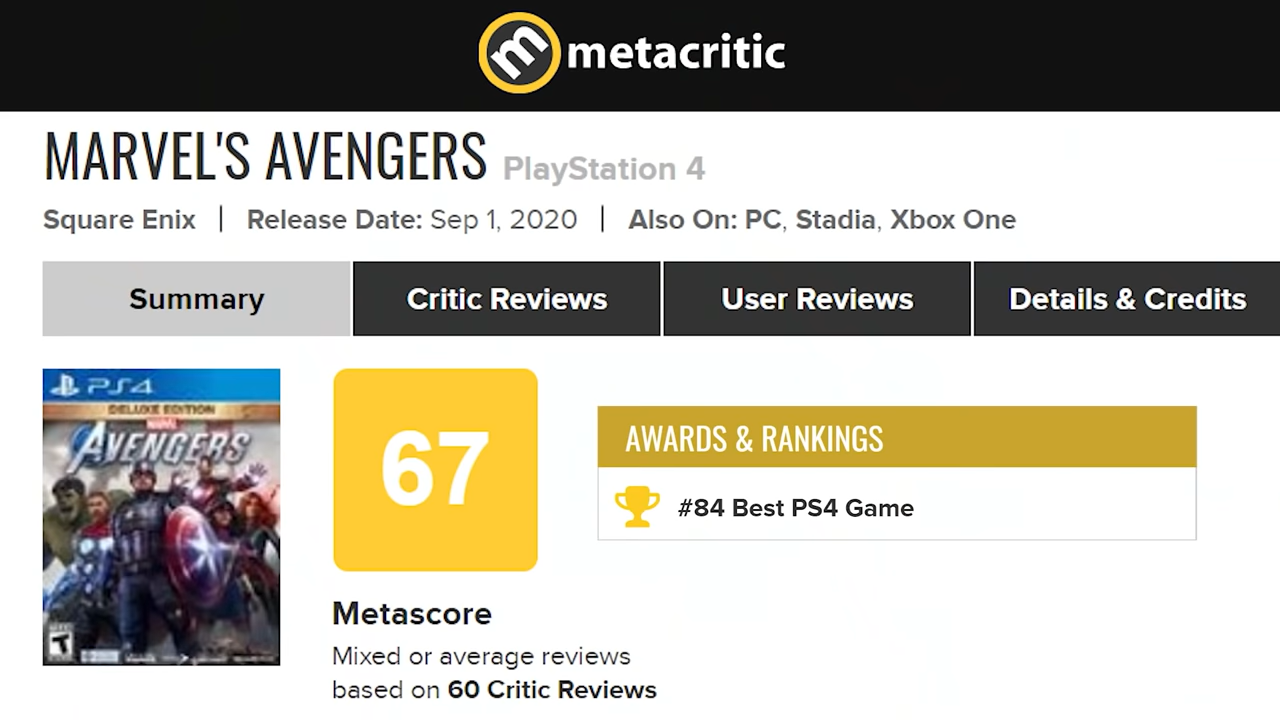 metacritic
MARVEL'S AVENGERS PlayStation 4
Square Enix | Release Date: Sep 1, 2020 | Also On: PC, Stadia, Xbox One
Summary
Critic Reviews
User Reviews
Details & Credits
PS4
DELUXE EDITION
MARVEL
AVENGERS
T
67
Metascore
Mixed or average reviews
based on 60 Critic Reviews
AWARDS & RANKINGS
#84 Best PS4 Game